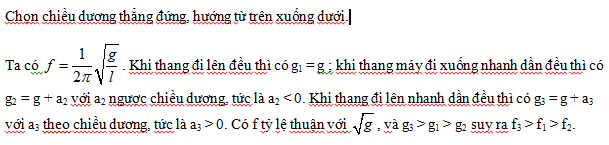 Chọn chiều dương thẳng đứng, hướng từ trên xuống dưới.
Ta có f = \frac{1}{2π}\sqrt{\frac{g}{l}} . Khi thang đi lên đều thì có g₁ = g ; khi thang máy đi xuống nhanh dần đều thì có
g₂ = g + a₂ với a₂ ngược chiều dương, tức là a₂ < 0. Khi thang đi lên nhanh dần đều thì có g₃ = g + a₃
với a₃ theo chiều dương, tức là a₃ > 0. Có f tỷ lệ thuận với \sqrt{g} , và g₃ > g₁ > g₂ suy ra f₃ > f₁ > f₂.